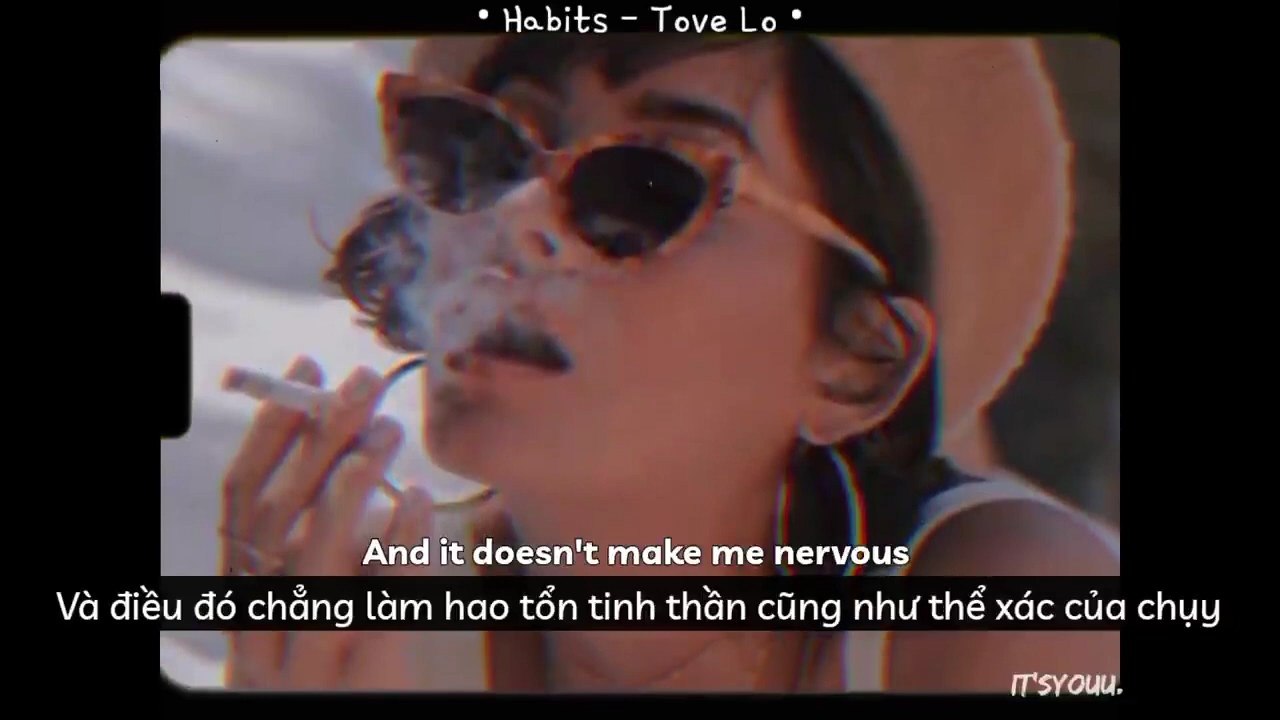 • Habits - Tove Lo •
And it doesn't make me nervous
Và điều đó chẳng làm hao tổn tinh thần cũng như thể xác của chụy
IT'SYOUU.